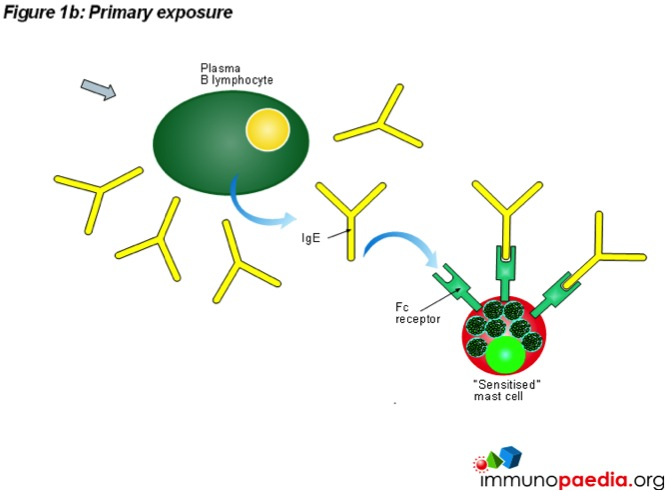 Figure 1b: Primary exposure
Plasma
B lymphocyte
IgE
Fc
receptor
"Sensitised"
mast cell
immunopaedia.org